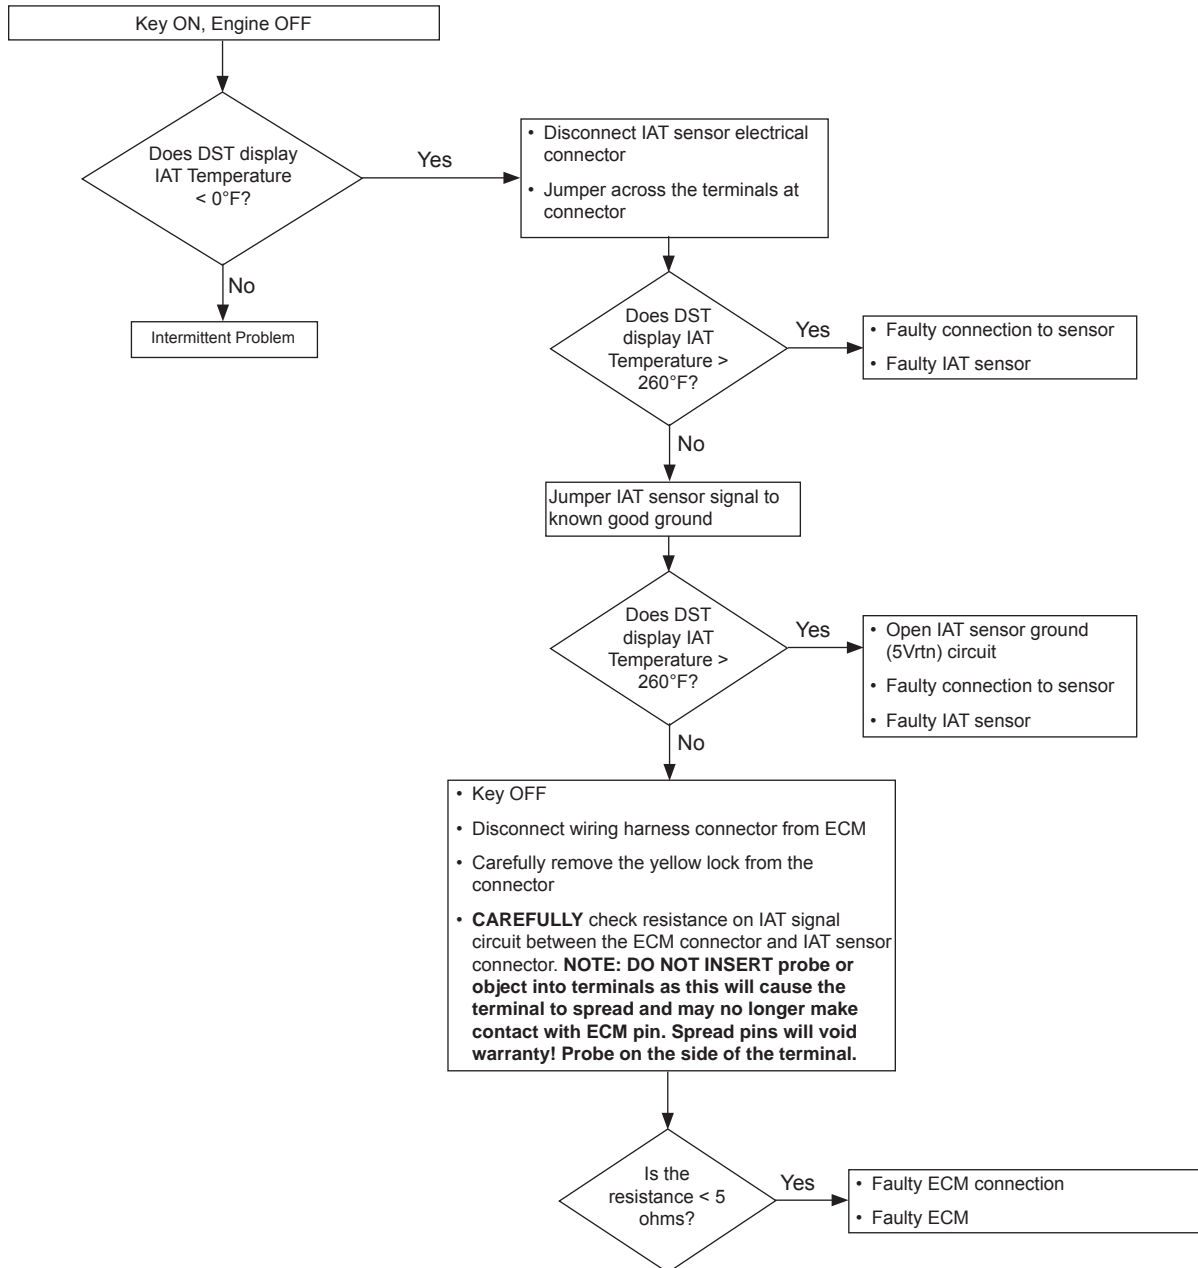 Key ON, Engine OFF
Does DST display
IAT Temperature
< 0°F?
Yes
No
Intermittent Problem
• Disconnect IAT sensor electrical
connector
• Jumper across the terminals at
connector
Does DST
display IAT
Temperature >
260°F?
Yes
• Faulty connection to sensor
• Faulty IAT sensor
No
Jumper IAT sensor signal to
known good ground
Does DST
display IAT
Temperature >
260°F?
Yes
• Open IAT sensor ground
(5Vrtn) circuit
• Faulty connection to sensor
• Faulty IAT sensor
No
• Key OFF
• Disconnect wiring harness connector from ECM
• Carefully remove the yellow lock from the
connector
• CAREFULLY check resistance on IAT signal
circuit between the ECM connector and IAT sensor
connector. NOTE: DO NOT INSERT probe or
object into terminals as this will cause the
terminal to spread and may no longer make
contact with ECM pin. Spread pins will void
warranty! Probe on the side of the terminal.
Is the
resistance < 5
ohms?
Yes
• Faulty ECM connection
• Faulty ECM